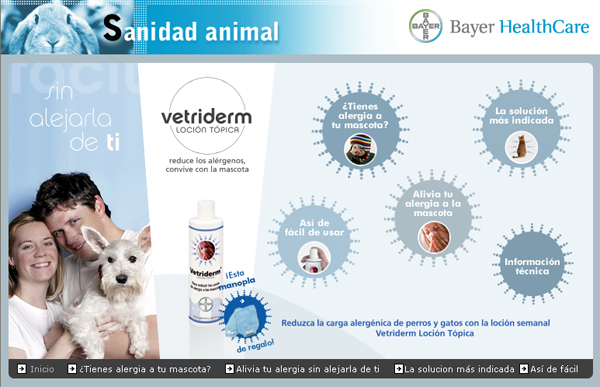 Sanidad animal
BAYER
BAYER
Bayer HealthCare
sin
alejarla
de ti
vetriderm
LOCIÓN TÓPICA
reduce los alérgenos,
convive con la mascota
¿Tienes
alergia a
tu mascota?
La solución
más indicada
Alivia tu
alergia a la
mascota
Así de
fácil de usar
Información
técnica
Vetriderm
¡Esta
manopla
de regalo!
Reduzca la carga alergénica de perros y gatos con la loción semanal
Vetriderm Loción Tópica
Inicio
¿Tienes alergia a tu mascota?
Alivia tu alergia sin alejarla de ti
La solucion más indicada
Así de fácil